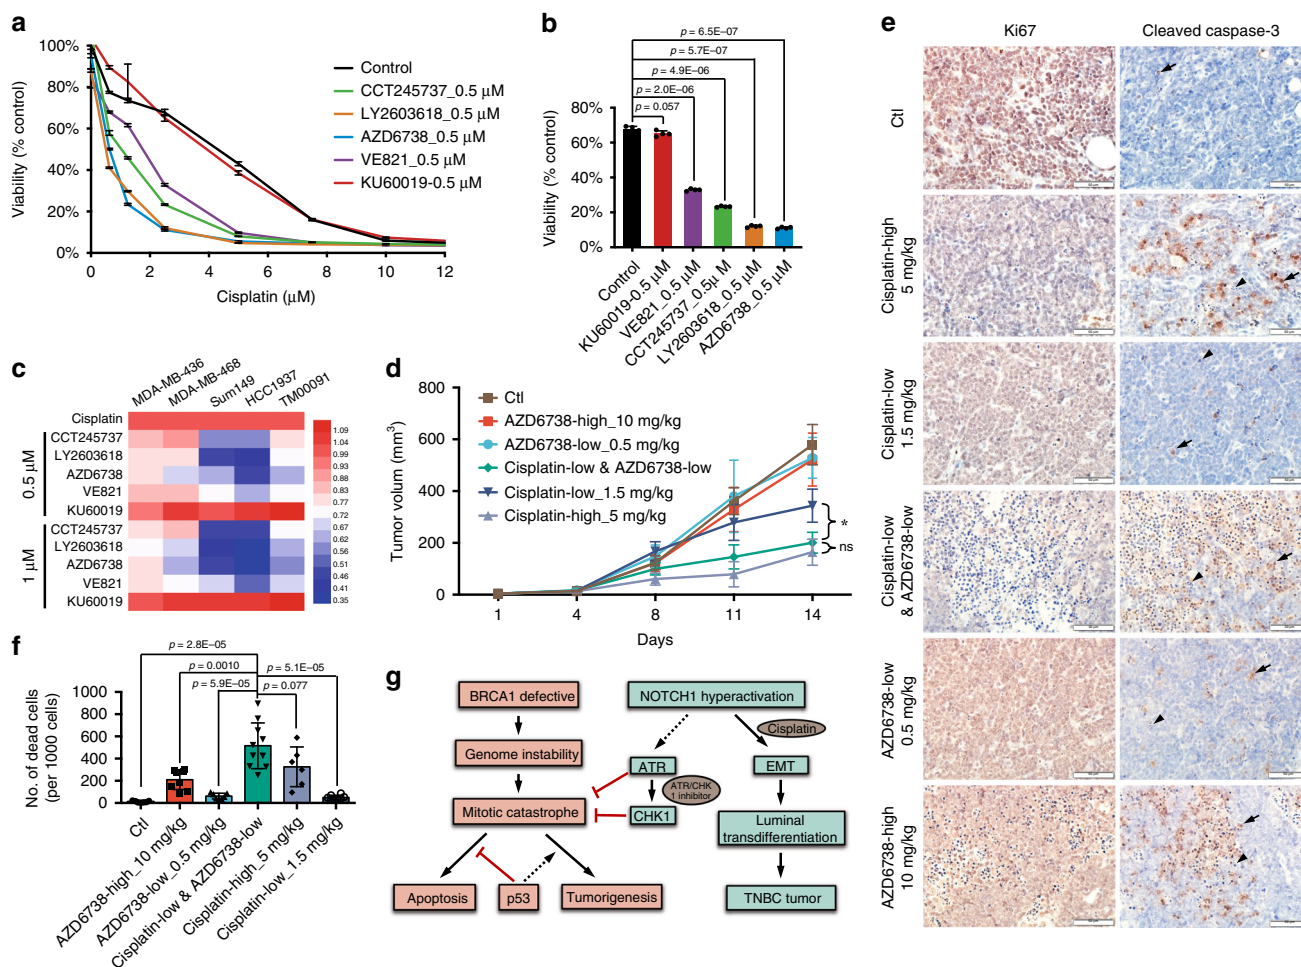 a
100%
80%
60%
40%
20%
0%
Viability (% control)
0
2
4
6
8
10
12
Cisplatin (μM)
Control
CCT245737_0.5 μM
LY2603618_0.5 μM
AZD6738_0.5 μM
VE821_0.5 μM
KU60019-0.5 μM
b
p = 6.5E–07
p = 5.7E-07
p = 4.9E–06
p = 2.0E–06
p = 0.057
80%
60%
40%
20%
0%
Viability (% control)
Control
KU60019-0.5 μM
VE821_0.5 μM
CCT245737_0.5μ M
LY2603618_0.5 μM
AZD6738_0.5 μM
c
MDA-MB-436
MDA-MB-468
Sum149
HCC1937
TM00091
Cisplatin
0.5 μM
CCT245737
LY2603618
AZD6738
VE821
KU60019
1 μM
CCT245737
LY2603618
AZD6738
VE821
KU60019
1.09
1.04
0.99
0.93
0.88
0.83
0.77
0.72
0.67
0.62
0.56
0.51
0.46
0.41
0.35
d
800
600
400
200
0
Tumor volum (mm³)
1
4
8
11
14
Days
Ctl
AZD6738-high_10 mg/kg
AZD6738-low_0.5 mg/kg
Cisplatin-low & AZD6738-low
Cisplatin-low_1.5 mg/kg
Cisplatin-high_5 mg/kg
*
ns
e
Ki67
Cleaved caspase-3
Ctl
Cisplatin-high
5 mg/kg
Cisplatin-low
1.5 mg/kg
Cisplatin-low
& AZD6738-low
AZD6738-low
0.5 mg/kg
AZD6738-high
10 mg/kg
f
p = 2.8E–05
p = 0.0010
p = 5.1E–05
p = 5.9E–05
p = 0.077
1000
800
600
400
200
0
No. of dead cells
(per 1000 cells)
Ctl
AZD6738-high_10 mg/kg
AZD6738-low_0.5 mg/kg
Cisplatin-low & AZD6738-low
Cisplatin-high_5 mg/kg
Cisplatin-low_1.5 mg/kg
g
BRCA1 defective
NOTCH1 hyperactivation
Cisplatin
Genome instability
ATR
EMT
ATR/CHK
1 inhibitor
Mitotic catastrophe
CHK1
Luminal
transdifferentiation
Apoptosis
p53
Tumorigenesis
TNBC tumor